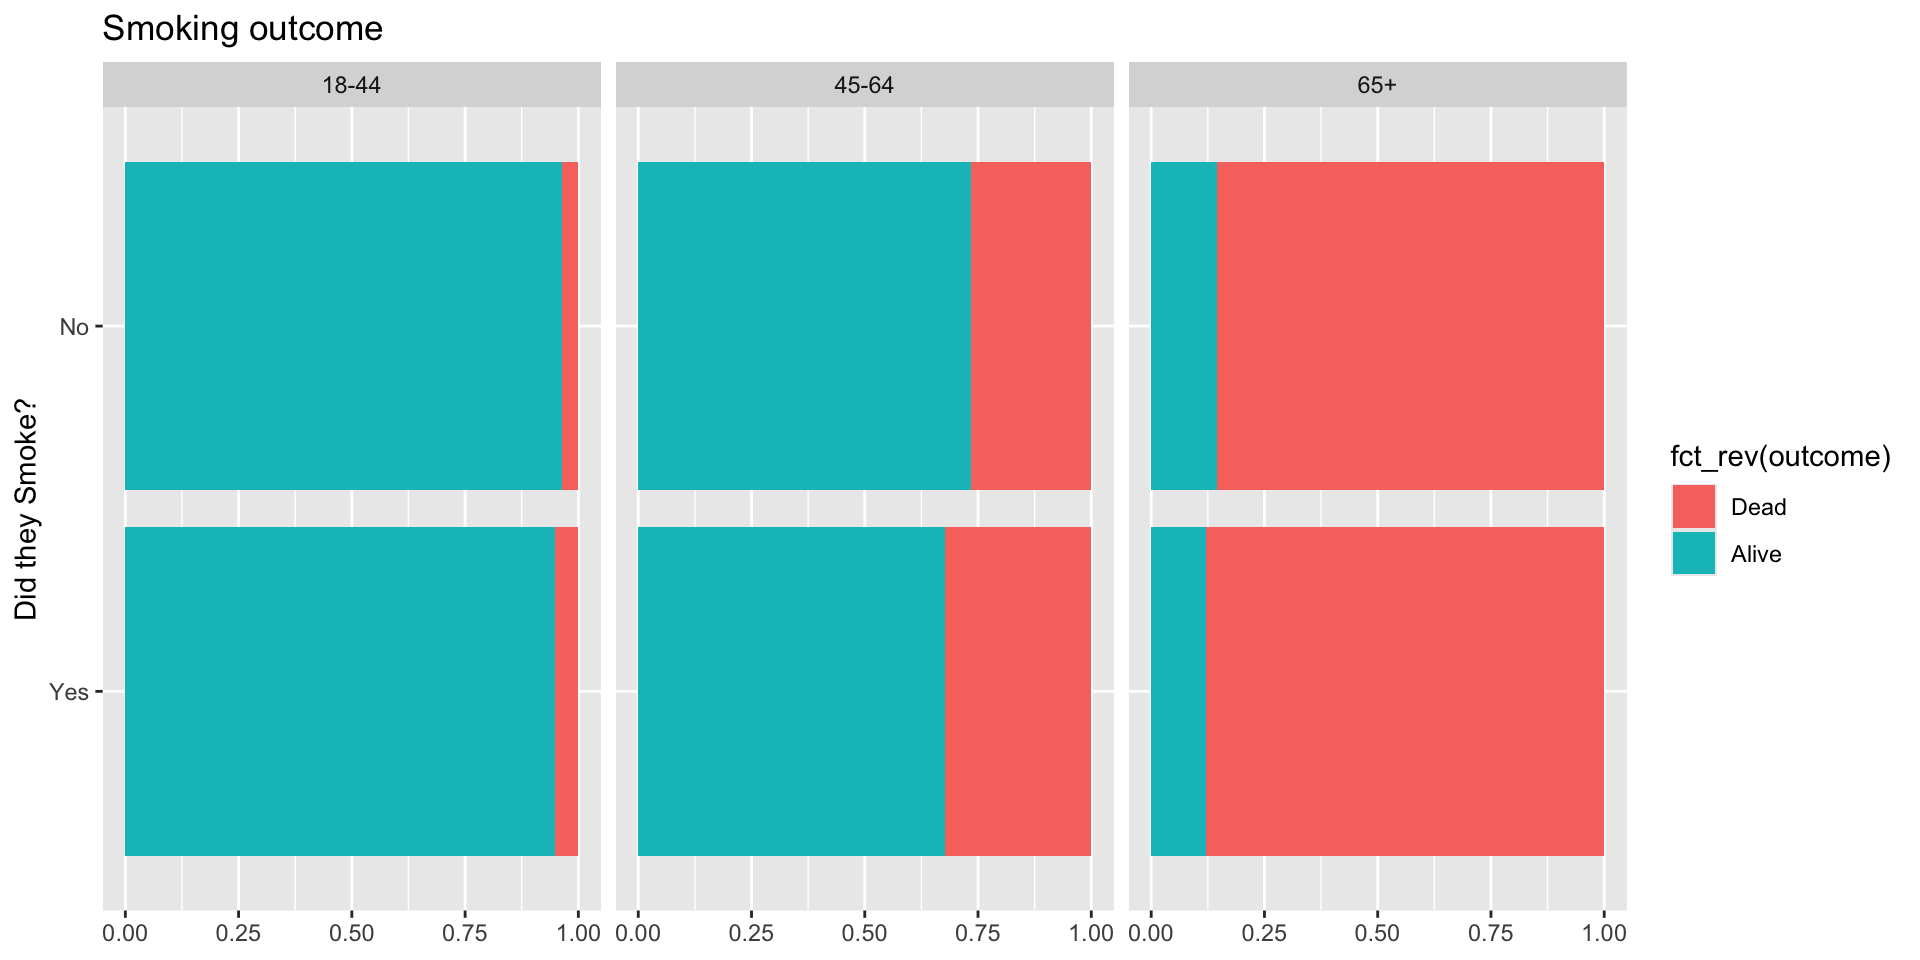 Smoking outcome
18-44 45-64 65+
Did they Smoke?
No
Yes
0.00 0.25 0.50 0.75 1.00 0.00 0.25 0.50 0.75 1.00 0.00 0.25 0.50 0.75 1.00
fct_rev(outcome)
Dead
Alive